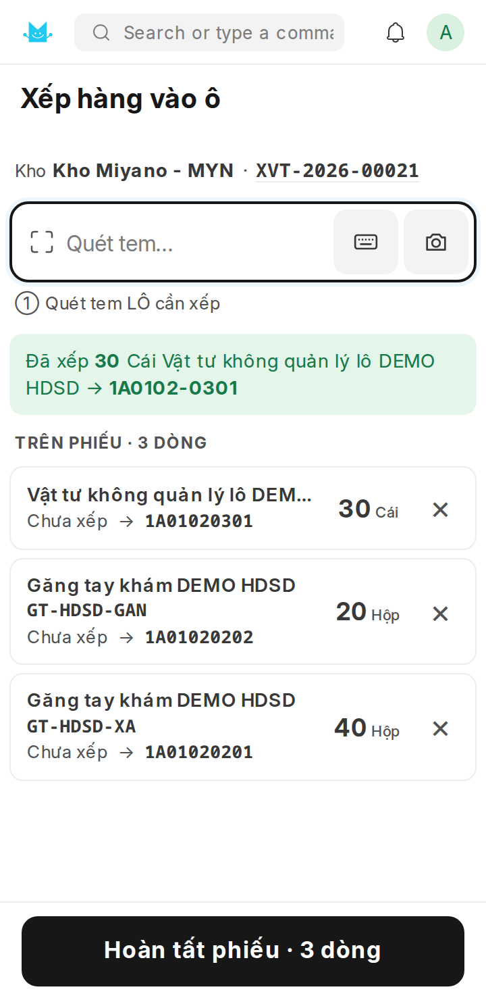 Search or type a comma
A
Xếp hàng vào ô
Kho Kho Miyano - MYN · XVT-2026-00021
Quét tem...
① Quét tem LÔ cần xếp
Đã xếp 30 Cái Vật tư không quản lý lô DEMO
HDSD → 1A0102-0301
TRÊN PHIẾU · 3 DÒNG
Vật tư không quản lý lô DEM...
Chưa xếp → 1A01020301
30 Cái ✕
Găng tay khám DEMO HDSD
GT-HDSD-GAN
Chưa xếp → 1A01020202
20 Hộp ✕
Găng tay khám DEMO HDSD
GT-HDSD-XA
Chưa xếp → 1A01020201
40 Hộp ✕
Hoàn tất phiếu · 3 dòng